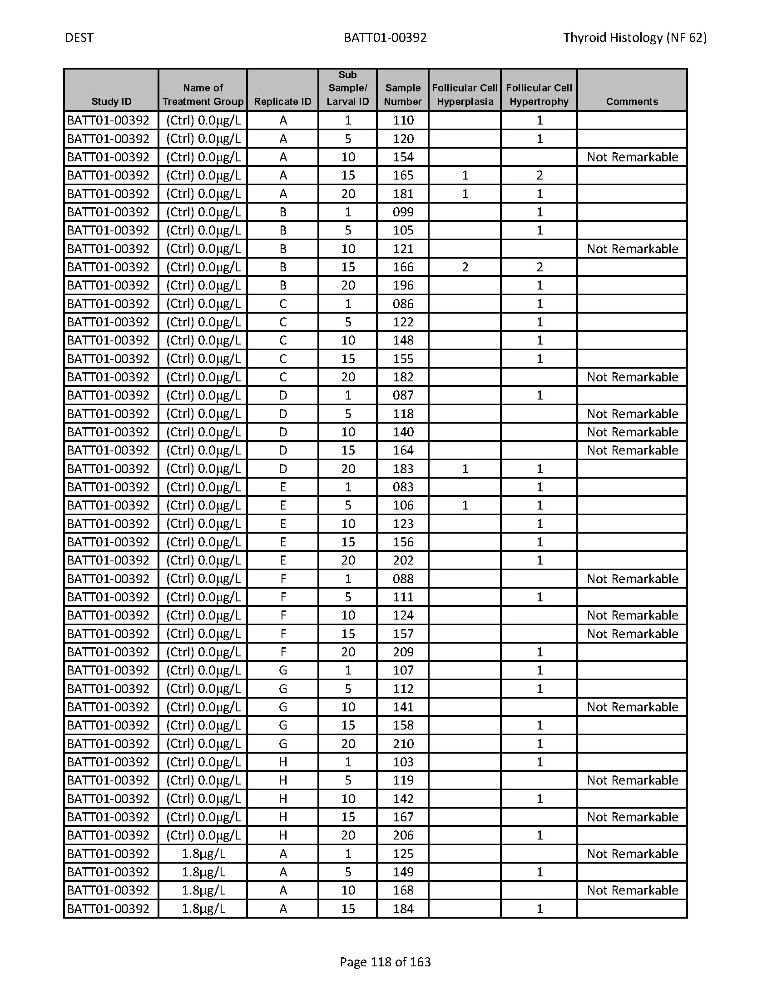 DEST BATT01-00392 Thyroid Histology (NF 62)
Study ID Name of Treatment Group Replicate ID Sub Sample/ Larval ID Sample Number Follicular Cell Hyperplasia Follicular Cell Hypertrophy Comments
BATT01-00392 (Ctrl) 0.0µg/L A 1 110 1
BATT01-00392 (Ctrl) 0.0µg/L A 5 120 1
BATT01-00392 (Ctrl) 0.0µg/L A 10 154 Not Remarkable
BATT01-00392 (Ctrl) 0.0µg/L A 15 165 1 2
BATT01-00392 (Ctrl) 0.0µg/L A 20 181 1 1
BATT01-00392 (Ctrl) 0.0µg/L B 1 099 1
BATT01-00392 (Ctrl) 0.0µg/L B 5 105 1
BATT01-00392 (Ctrl) 0.0µg/L B 10 121 Not Remarkable
BATT01-00392 (Ctrl) 0.0µg/L B 15 166 2 2
BATT01-00392 (Ctrl) 0.0µg/L B 20 196 1
BATT01-00392 (Ctrl) 0.0µg/L C 1 086 1
BATT01-00392 (Ctrl) 0.0µg/L C 5 122 1
BATT01-00392 (Ctrl) 0.0µg/L C 10 148 1
BATT01-00392 (Ctrl) 0.0µg/L C 15 155 1
BATT01-00392 (Ctrl) 0.0µg/L C 20 182 Not Remarkable
BATT01-00392 (Ctrl) 0.0µg/L D 1 087 1
BATT01-00392 (Ctrl) 0.0µg/L D 5 118 Not Remarkable
BATT01-00392 (Ctrl) 0.0µg/L D 10 140 Not Remarkable
BATT01-00392 (Ctrl) 0.0µg/L D 15 164 Not Remarkable
BATT01-00392 (Ctrl) 0.0µg/L D 20 183 1 1
BATT01-00392 (Ctrl) 0.0µg/L E 1 083 1
BATT01-00392 (Ctrl) 0.0µg/L E 5 106 1 1
BATT01-00392 (Ctrl) 0.0µg/L E 10 123 1
BATT01-00392 (Ctrl) 0.0µg/L E 15 156 1
BATT01-00392 (Ctrl) 0.0µg/L E 20 202 1
BATT01-00392 (Ctrl) 0.0µg/L F 1 088 Not Remarkable
BATT01-00392 (Ctrl) 0.0µg/L F 5 111 1
BATT01-00392 (Ctrl) 0.0µg/L F 10 124 Not Remarkable
BATT01-00392 (Ctrl) 0.0µg/L F 15 157 Not Remarkable
BATT01-00392 (Ctrl) 0.0µg/L F 20 209 1
BATT01-00392 (Ctrl) 0.0µg/L G 1 107 1
BATT01-00392 (Ctrl) 0.0µg/L G 5 112 1
BATT01-00392 (Ctrl) 0.0µg/L G 10 141 Not Remarkable
BATT01-00392 (Ctrl) 0.0µg/L G 15 158 1
BATT01-00392 (Ctrl) 0.0µg/L G 20 210 1
BATT01-00392 (Ctrl) 0.0µg/L H 1 103 1
BATT01-00392 (Ctrl) 0.0µg/L H 5 119 Not Remarkable
BATT01-00392 (Ctrl) 0.0µg/L H 10 142 1
BATT01-00392 (Ctrl) 0.0µg/L H 15 167 Not Remarkable
BATT01-00392 (Ctrl) 0.0µg/L H 20 206 1
BATT01-00392 1.8µg/L A 1 125 Not Remarkable
BATT01-00392 1.8µg/L A 5 149 1
BATT01-00392 1.8µg/L A 10 168 Not Remarkable
BATT01-00392 1.8µg/L A 15 184 1
Page 118 of 163